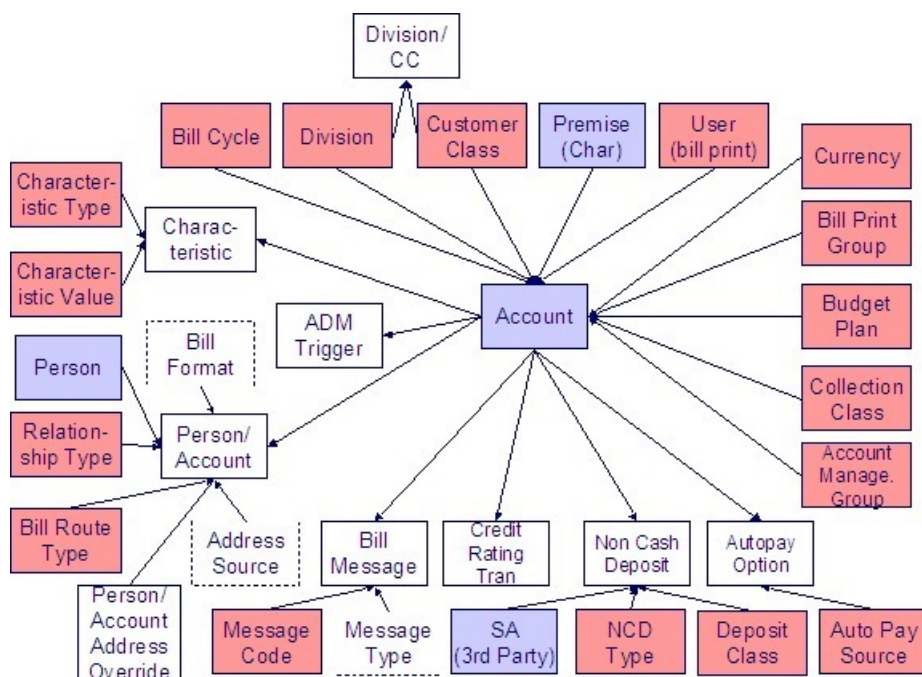 Division/
CC
Bill Cycle
Division
Customer
Class
Premise
(Char)
User
(bill print)
Currency
Character-
istic Type
Charac-
teristic
Bill Print
Group
Character-
istic Value
ADM
Trigger
Account
Budget
Plan
Bill
Format
Person
Collection
Class
Relation-
ship Type
Person/
Account
Account
Manage.
Group
Bill Route
Type
Address
Source
Bill
Message
Credit
Rating
Tran
Non Cash
Deposit
Autopay
Option
Person/
Account
Address
Override
Message
Code
Message
Type
SA
(3rd Party)
NCD
Type
Deposit
Class
Auto Pay
Source